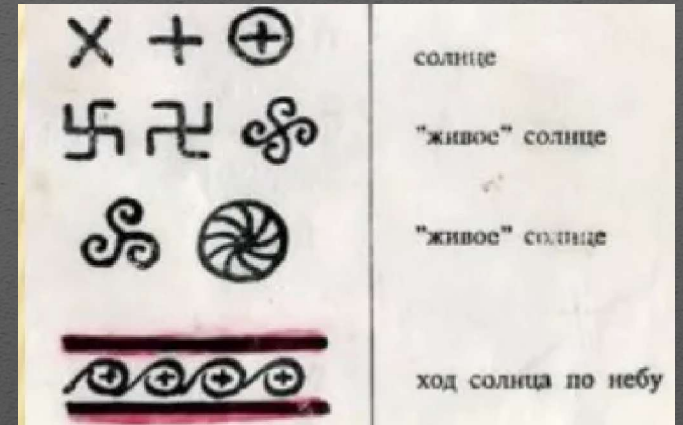 солнце
"живое" солнце
"живое" солнце
ход солнца по небу